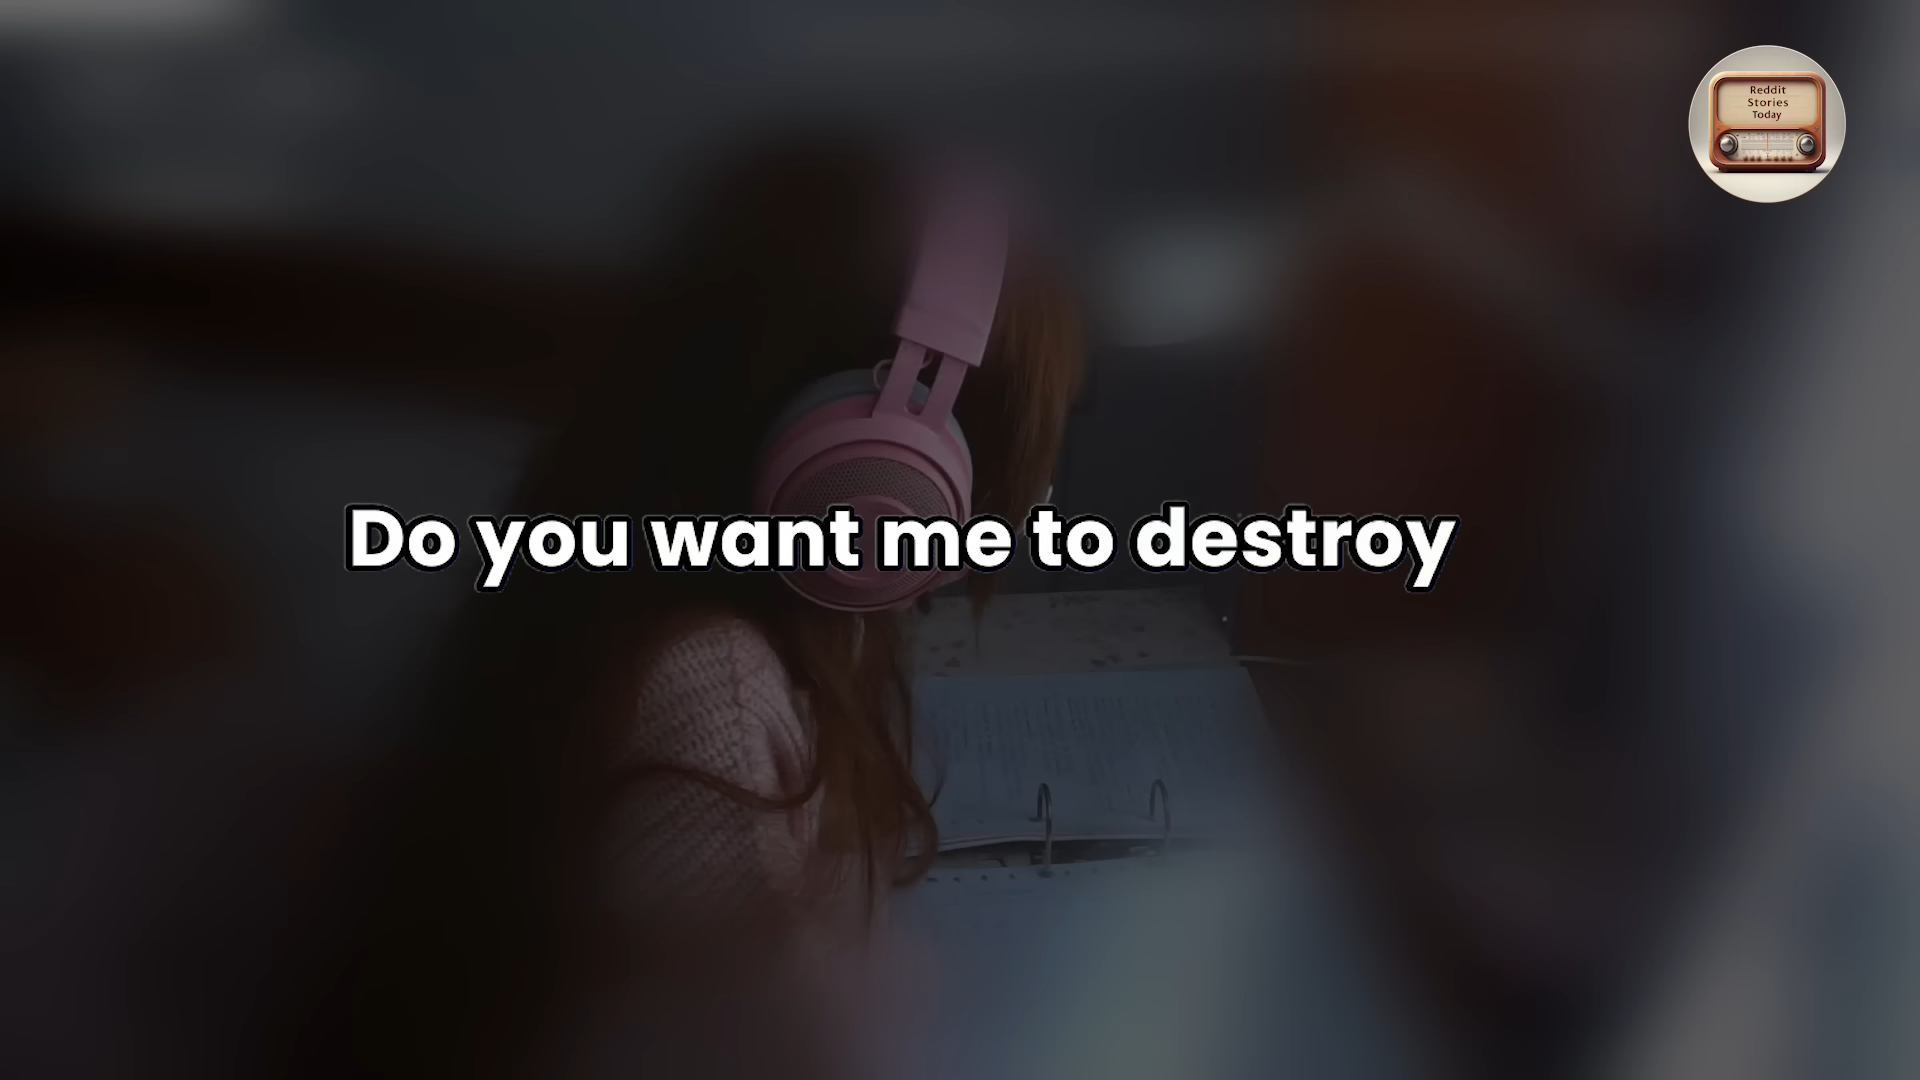 Reddit
Stories
Today
Do you want me to destroy